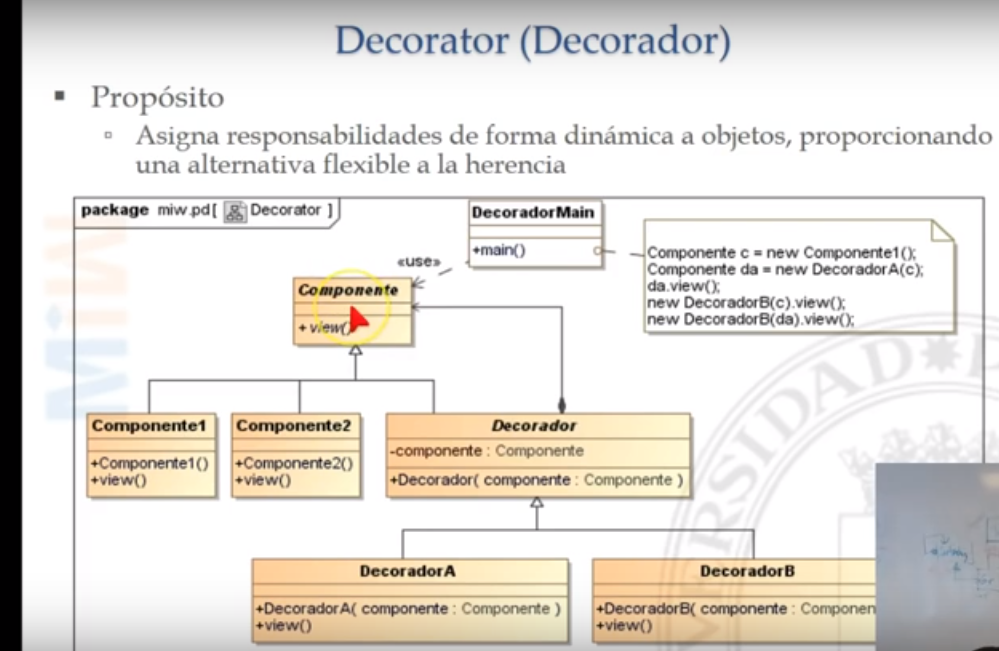 Decorator (Decorador)
▪ Propósito
▫ Asigna responsabilidades de forma dinámica a objetos, proporcionando
una alternativa flexible a la herencia
package miw.pd[ Decorator ]
DecoradorMain
+main()
«use»
Componente c = new Componente1();
Componente da = new DecoradorA(c);
da.view();
new DecoradorB(c).view();
new DecoradorB(da).view();
Componente
+ view()
Componente1
+Componente1()
+view()
Componente2
+Componente2()
+view()
Decorador
-componente : Componente
+Decorador( componente : Componente )
DecoradorA
+DecoradorA( componente : Componente )
+view()
DecoradorB
+DecoradorB( componente : Componen
+view()
MiW
VERSIDAD